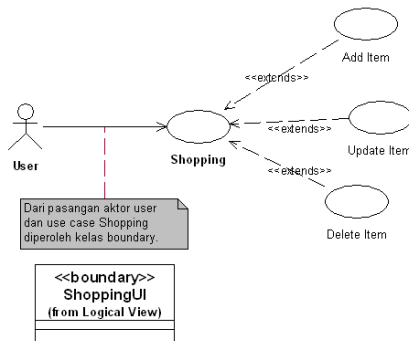 Add Item
<<extends>>
User
Shopping
<<extends>>
Update Item
<<extends>>
Delete Item
Dari pasangan aktor user
dan use case Shopping
diperoleh kelas boundary.
<<boundary>>
ShoppingUI
(from Logical View)